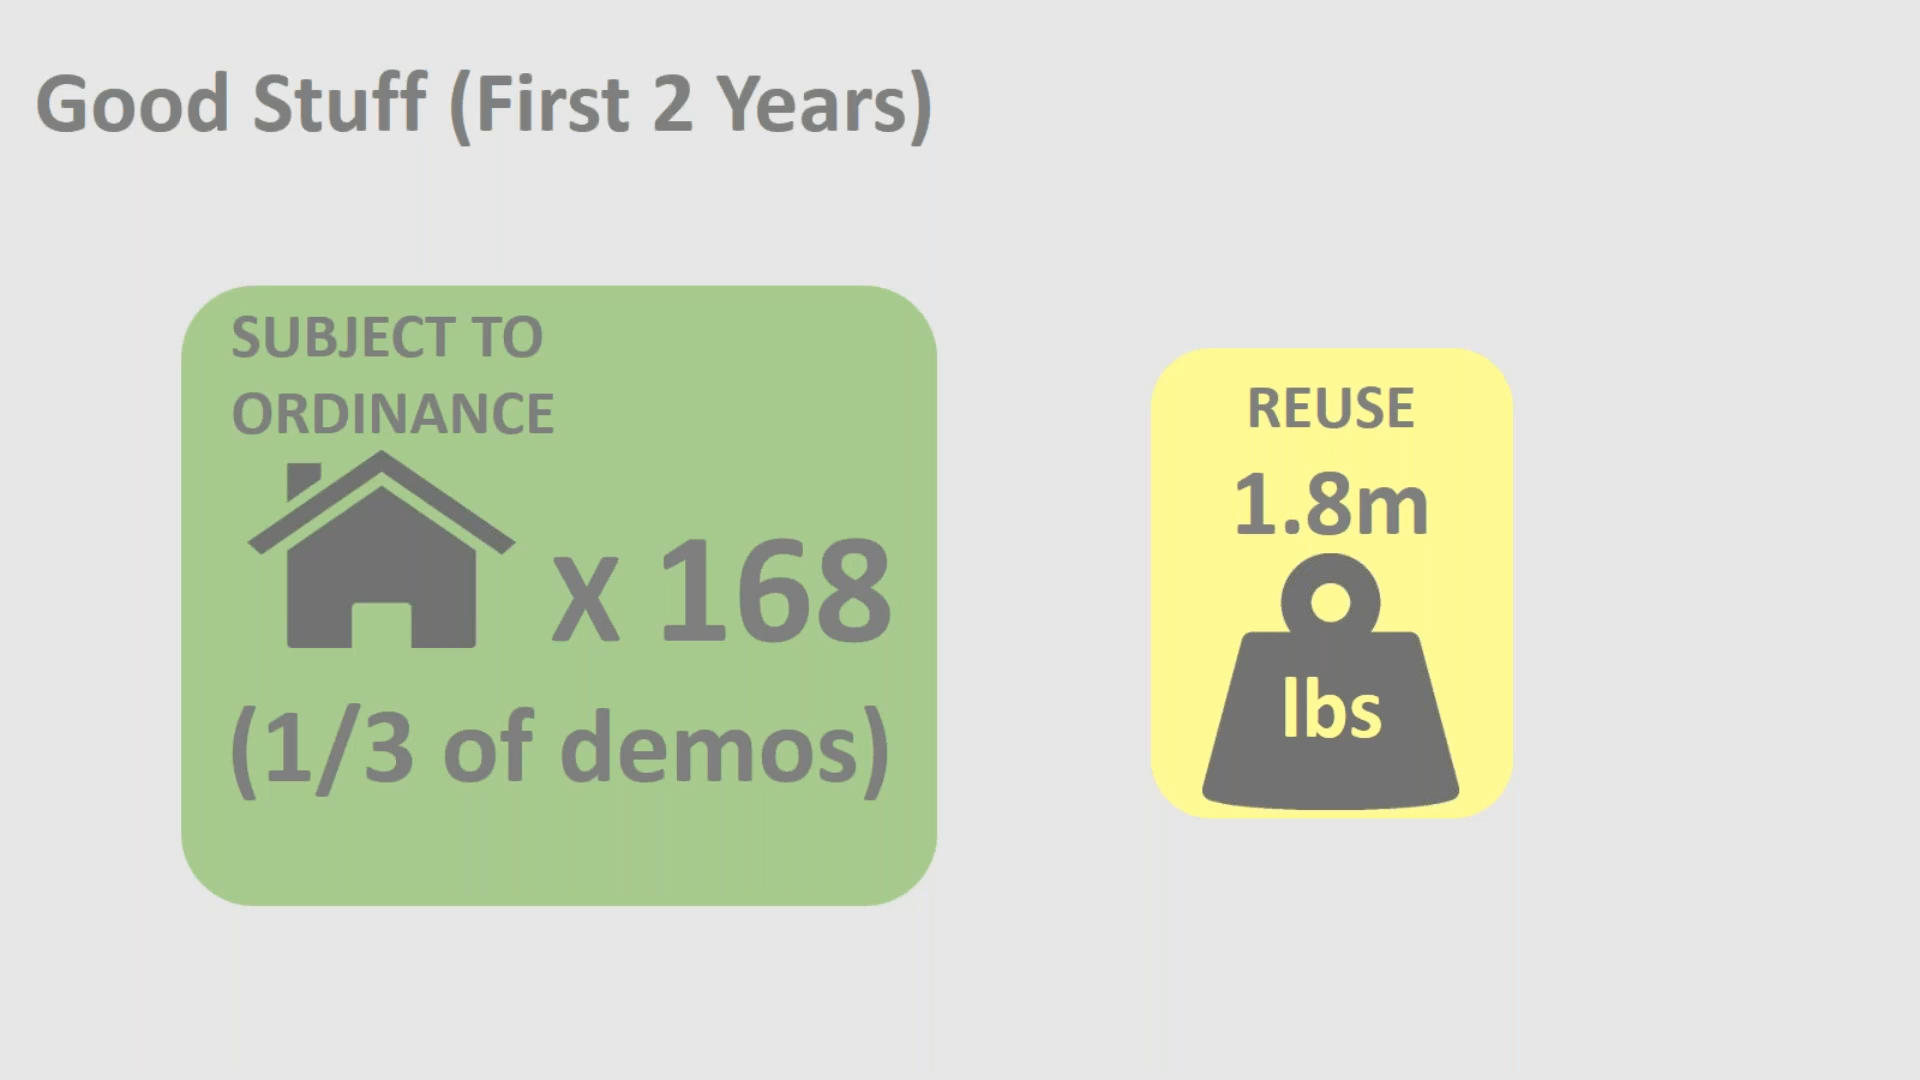 Good Stuff (First 2 Years)
SUBJECT TO
ORDINANCE
x 168
(1/3 of demos)
REUSE
1.8m
lbs